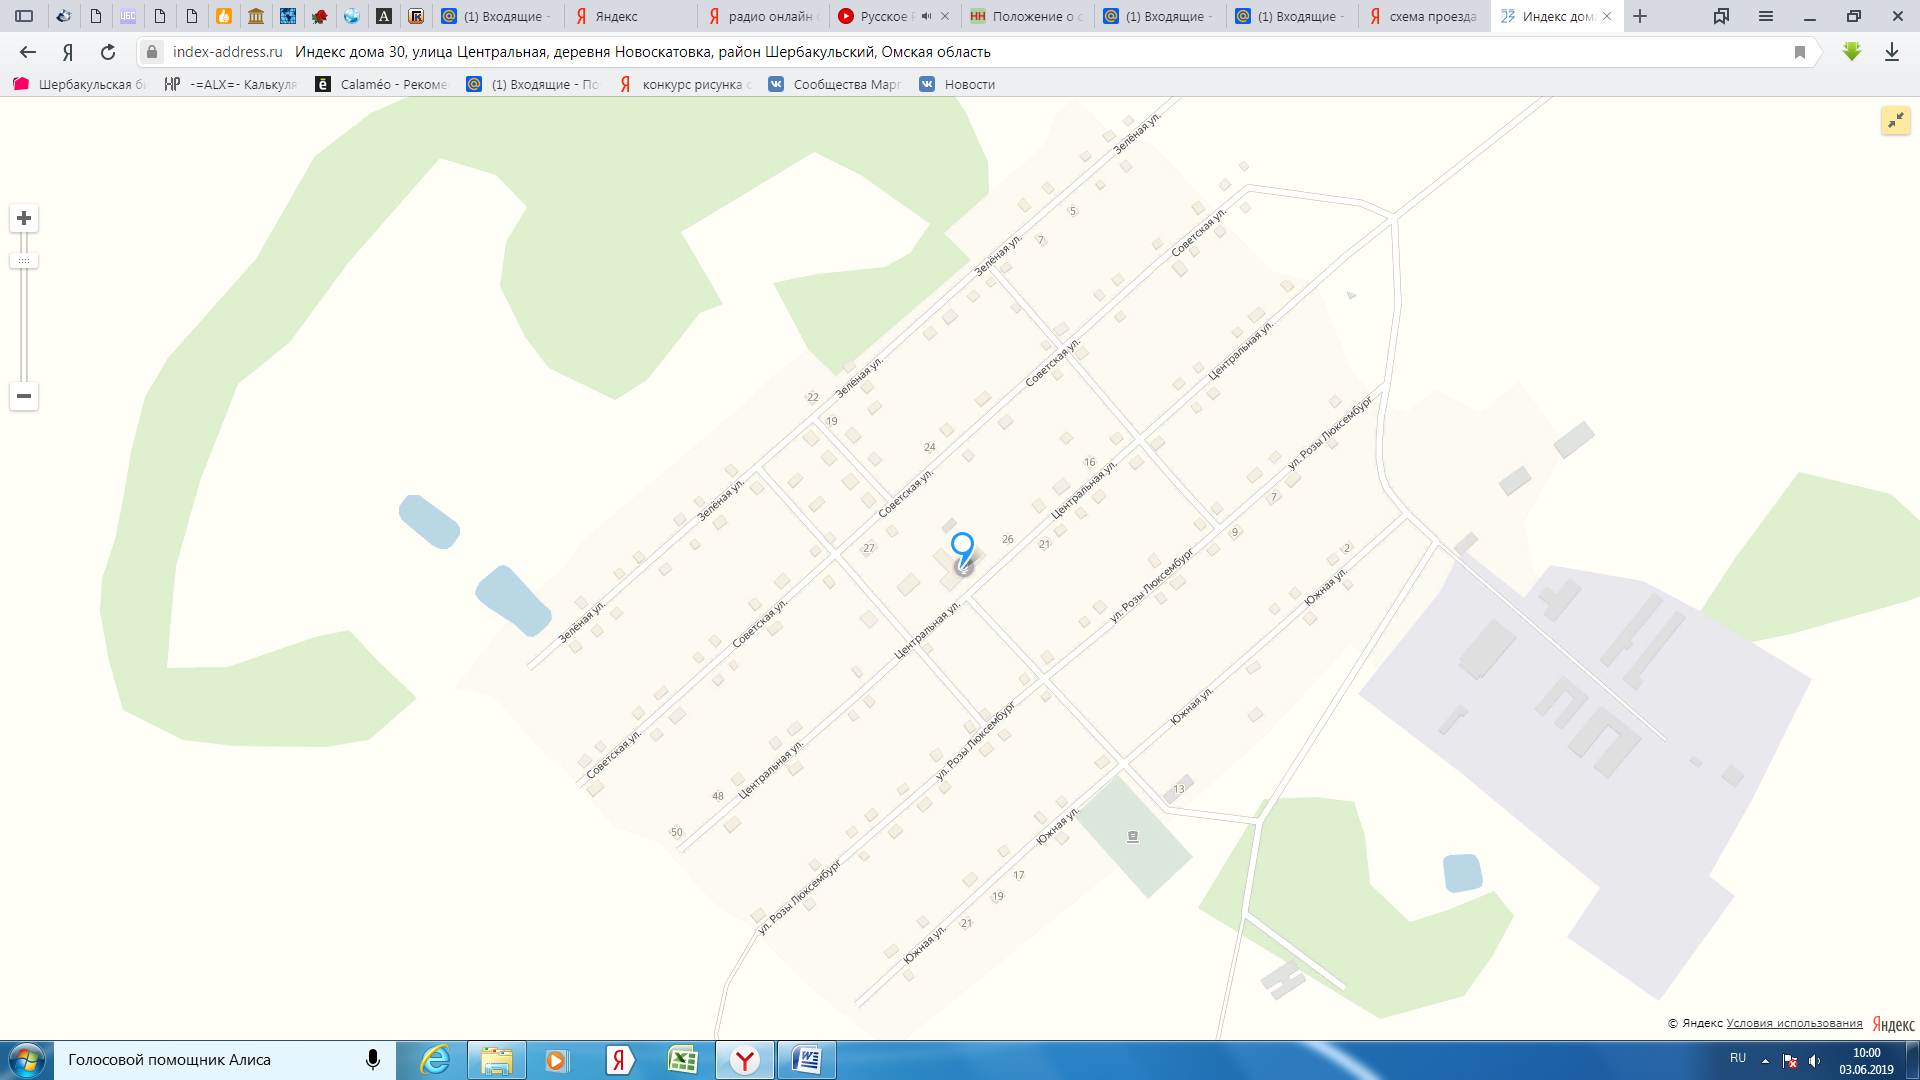 (1) Входящие -
Яндекс
радио онлайн
Русское
Положение о с
(1) Входящие -
(1) Входящие -
схема проезда
Индекс дома
index-address.ru Индекс дома 30, улица Центральная, деревня Новоскатовка, район Шербакульский, Омская область
Шербакульская б
-=ALX=- Калькуля
Calaméo - Рекоме
(1) Входящие - По
конкурс рисунка с
Сообщества Марг
Новости
Зелёная ул.
5
Советская ул.
7
Зелёная ул.
Центральная ул.
Советская ул.
Зелёная ул.
22
19
ул. Розы Люксембург
24
16
Советская ул.
Центральная ул.
7
Зелёная ул.
9
26
21
27
2
ул. Розы Люксембург
Южная ул.
Зелёная ул.
Советская ул.
Центральная ул.
Южная ул.
ул. Розы Люксембург
Советская ул.
Центральная ул.
13
48
50
Южная ул.
17
19
ул. Розы Люксембург
21
Южная ул.
© Яндекс Условия использования Яндекс
Голосовой помощник Алиса
RU
10:00
03.06.2019